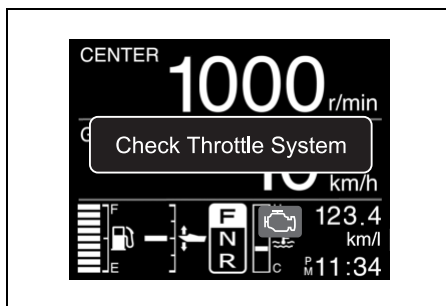 CENTER
1000 r/min
G
Check Throttle System
km/h
F
E
F
N
R
C
123.4
km/l
PM 11:34